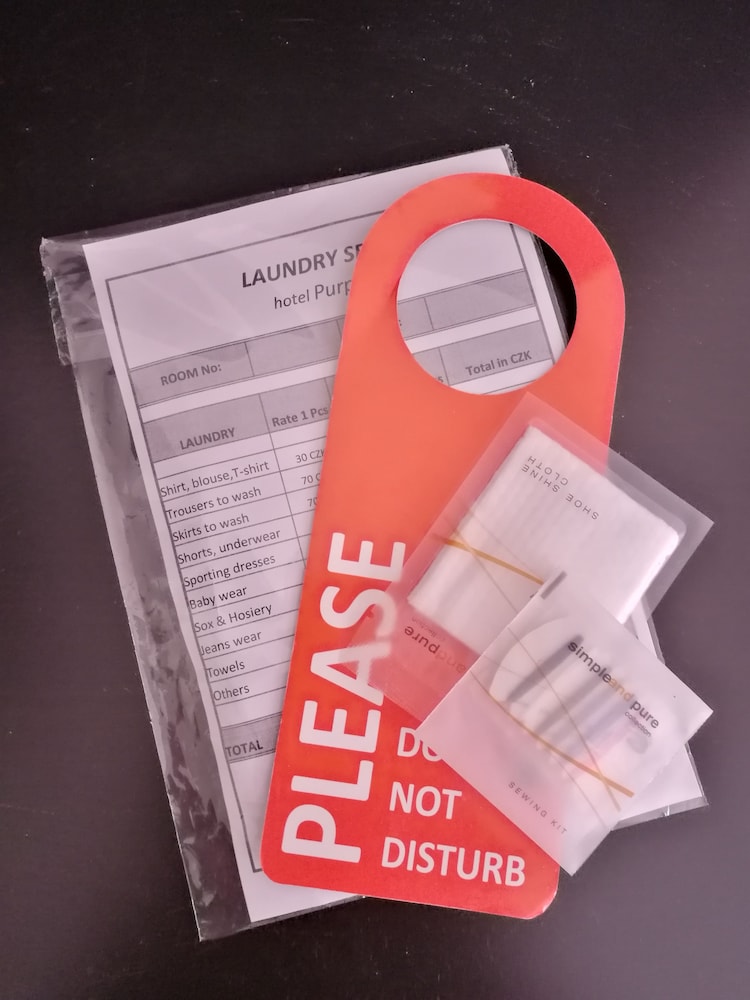 LAUNDRY
hotel
ROOM No:
Total in CZK
LAUNDRY
Rate 1 Pcs
Shirt, blouse,T-shirt
30 CZK
Trousers to wash
70
Skirts to wash
70
Shorts, underwear
Sporting dresses
Baby wear
Sox & Hosiery
Jeans wear
Towels
Others
TOTAL
PLEASE
DO
NOT
DISTURB
SHOE SHINE
CLOTH
andpure
simpleandpure
collection
SEWING KIT